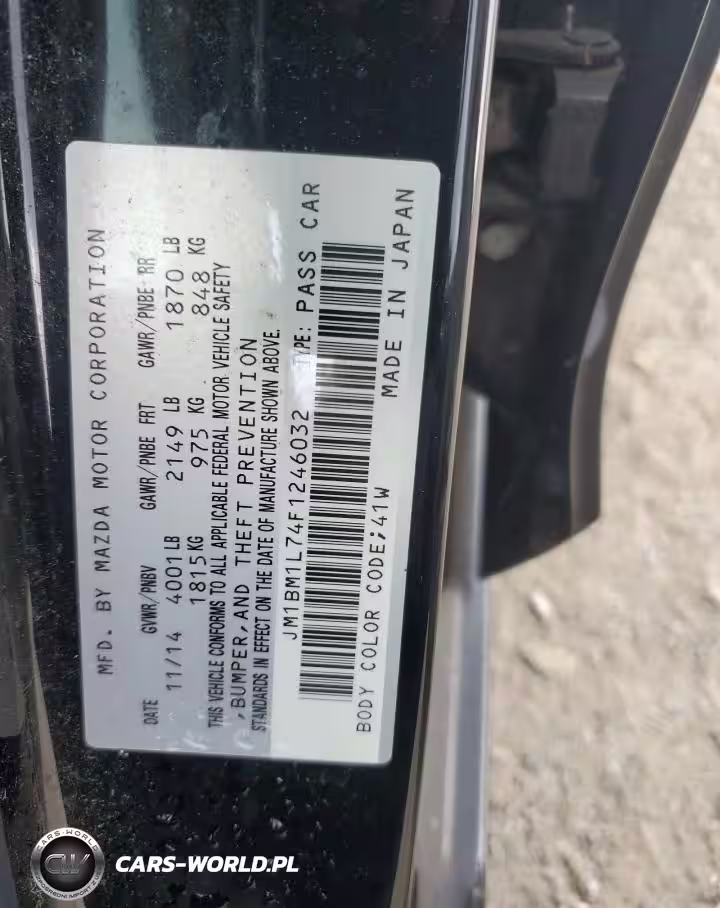 MFD. BY MAZDA MOTOR CORPORATION
DATE GVWR/PNBV GAWR/PNBE FRT GAWR/PNBE RR
11/14 4001LB 2149 LB 1870 LB
1815KG 975 KG 848 KG
THIS VEHICLE CONFORMS TO ALL APPLICABLE FEDERAL MOTOR VEHICLE SAFETY
,BUMPER,AND THEFT PREVENTION
STANDARDS IN EFFECT ON THE DATE OF MANUFACTURE SHOWN ABOVE.
JM1BM1L74F1246032 TYPE: PASS CAR
BODY COLOR CODE;41W MADE IN JAPAN
CARS-WORLD
CW
CARS-WORLD.PL